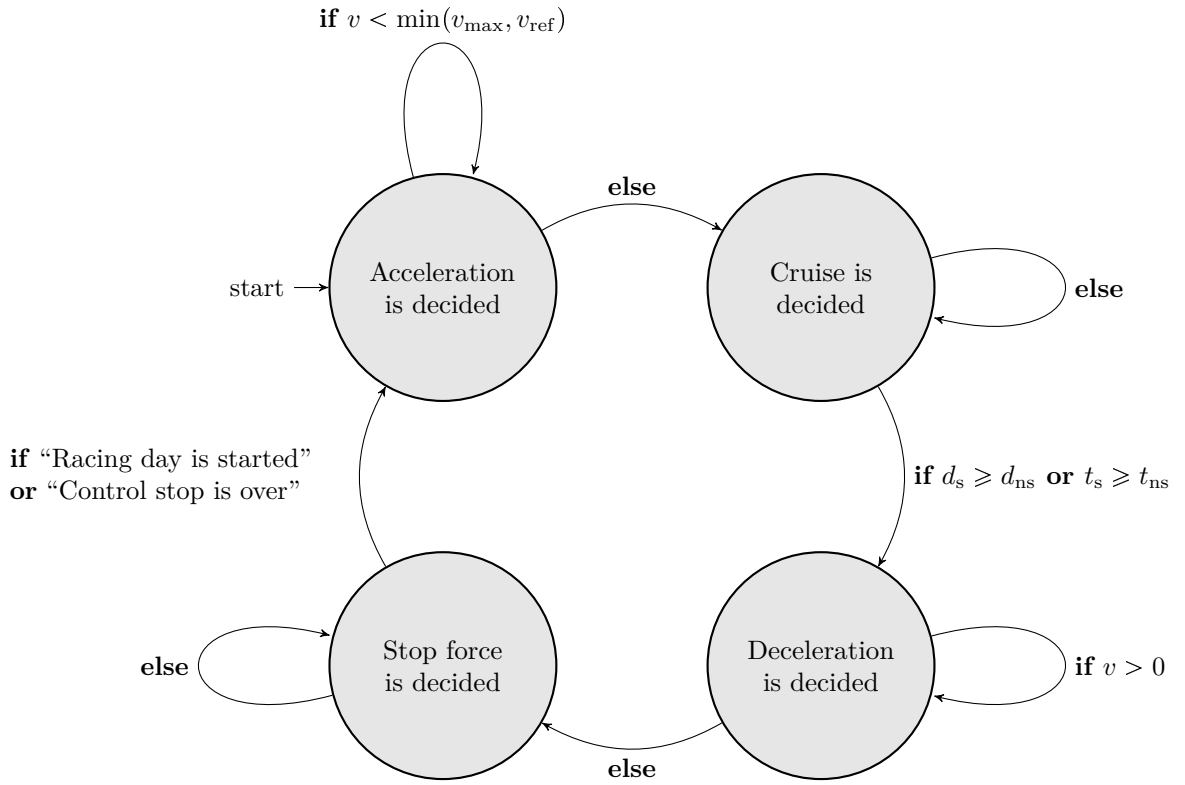 if v < min(v_max, v_ref)
else
Acceleration
is decided
Cruise is
decided
start
else
if “Racing day is started”
or “Control stop is over”
if d_s ⩾ d_ns or t_s ⩾ t_ns
Stop force
is decided
Deceleration
is decided
else
if v > 0
else